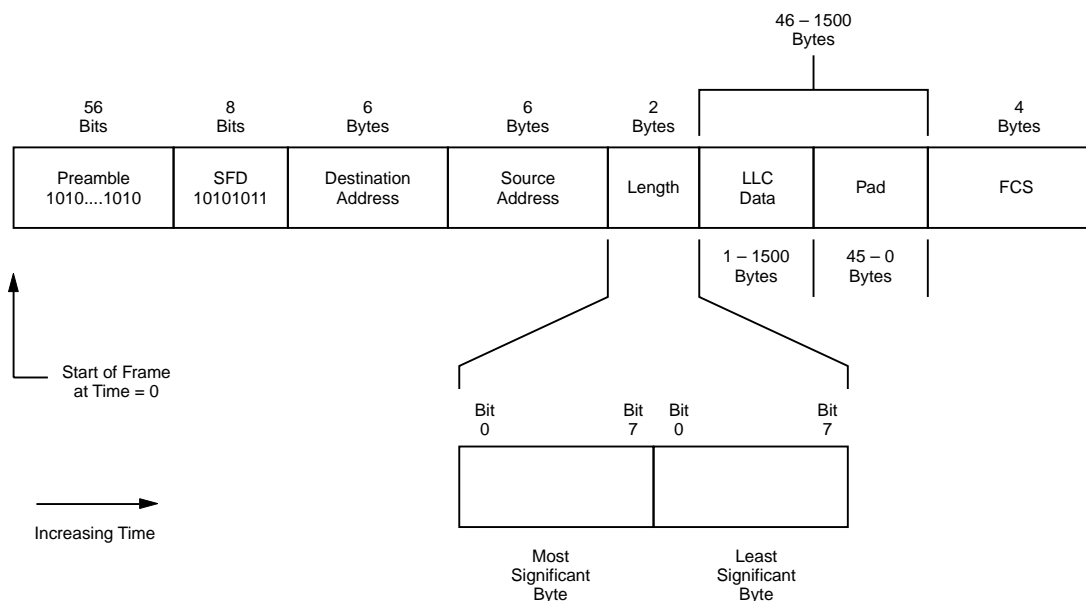 46 – 1500
Bytes
56
Bits
8
Bits
6
Bytes
6
Bytes
2
Bytes
4
Bytes
Preamble
1010....1010
SFD
10101011
Destination
Address
Source
Address
Length
LLC
Data
Pad
FCS
1 – 1500
Bytes
45 – 0
Bytes
Start of Frame
at Time = 0
Bit
0
Bit
7
Bit
0
Bit
7
Increasing Time
Most
Significant
Byte
Least
Significant
Byte